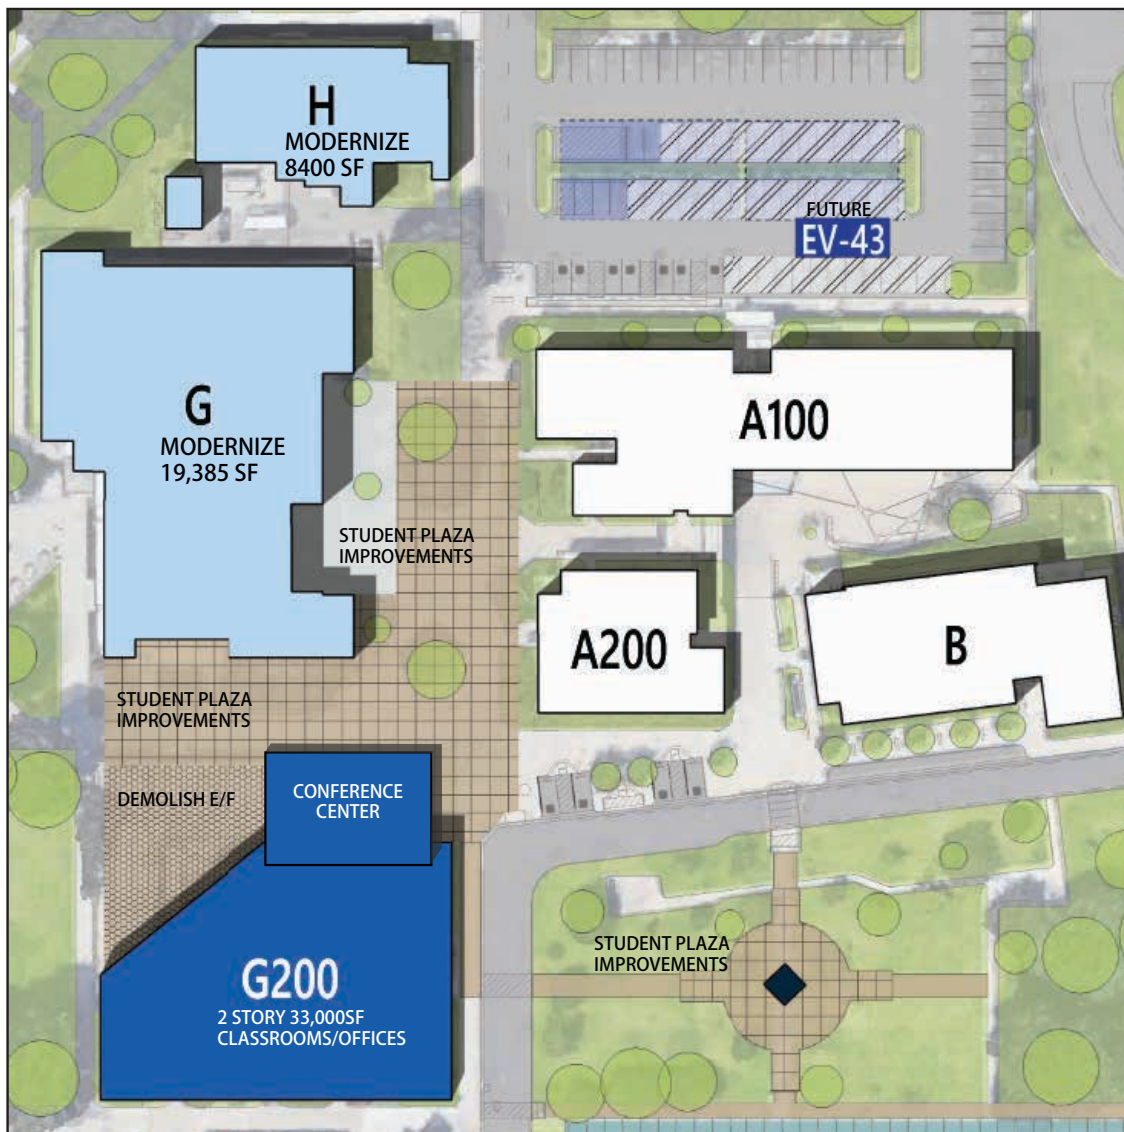 H
MODERNIZE
8400 SF
FUTURE
EV-43
G
MODERNIZE
19,385 SF
A100
STUDENT PLAZA
IMPROVEMENTS
A200
B
STUDENT PLAZA
IMPROVEMENTS
DEMOLISH E/F
CONFERENCE
CENTER
G200
2 STORY 33,000SF
CLASSROOMS/OFFICES
STUDENT PLAZA
IMPROVEMENTS